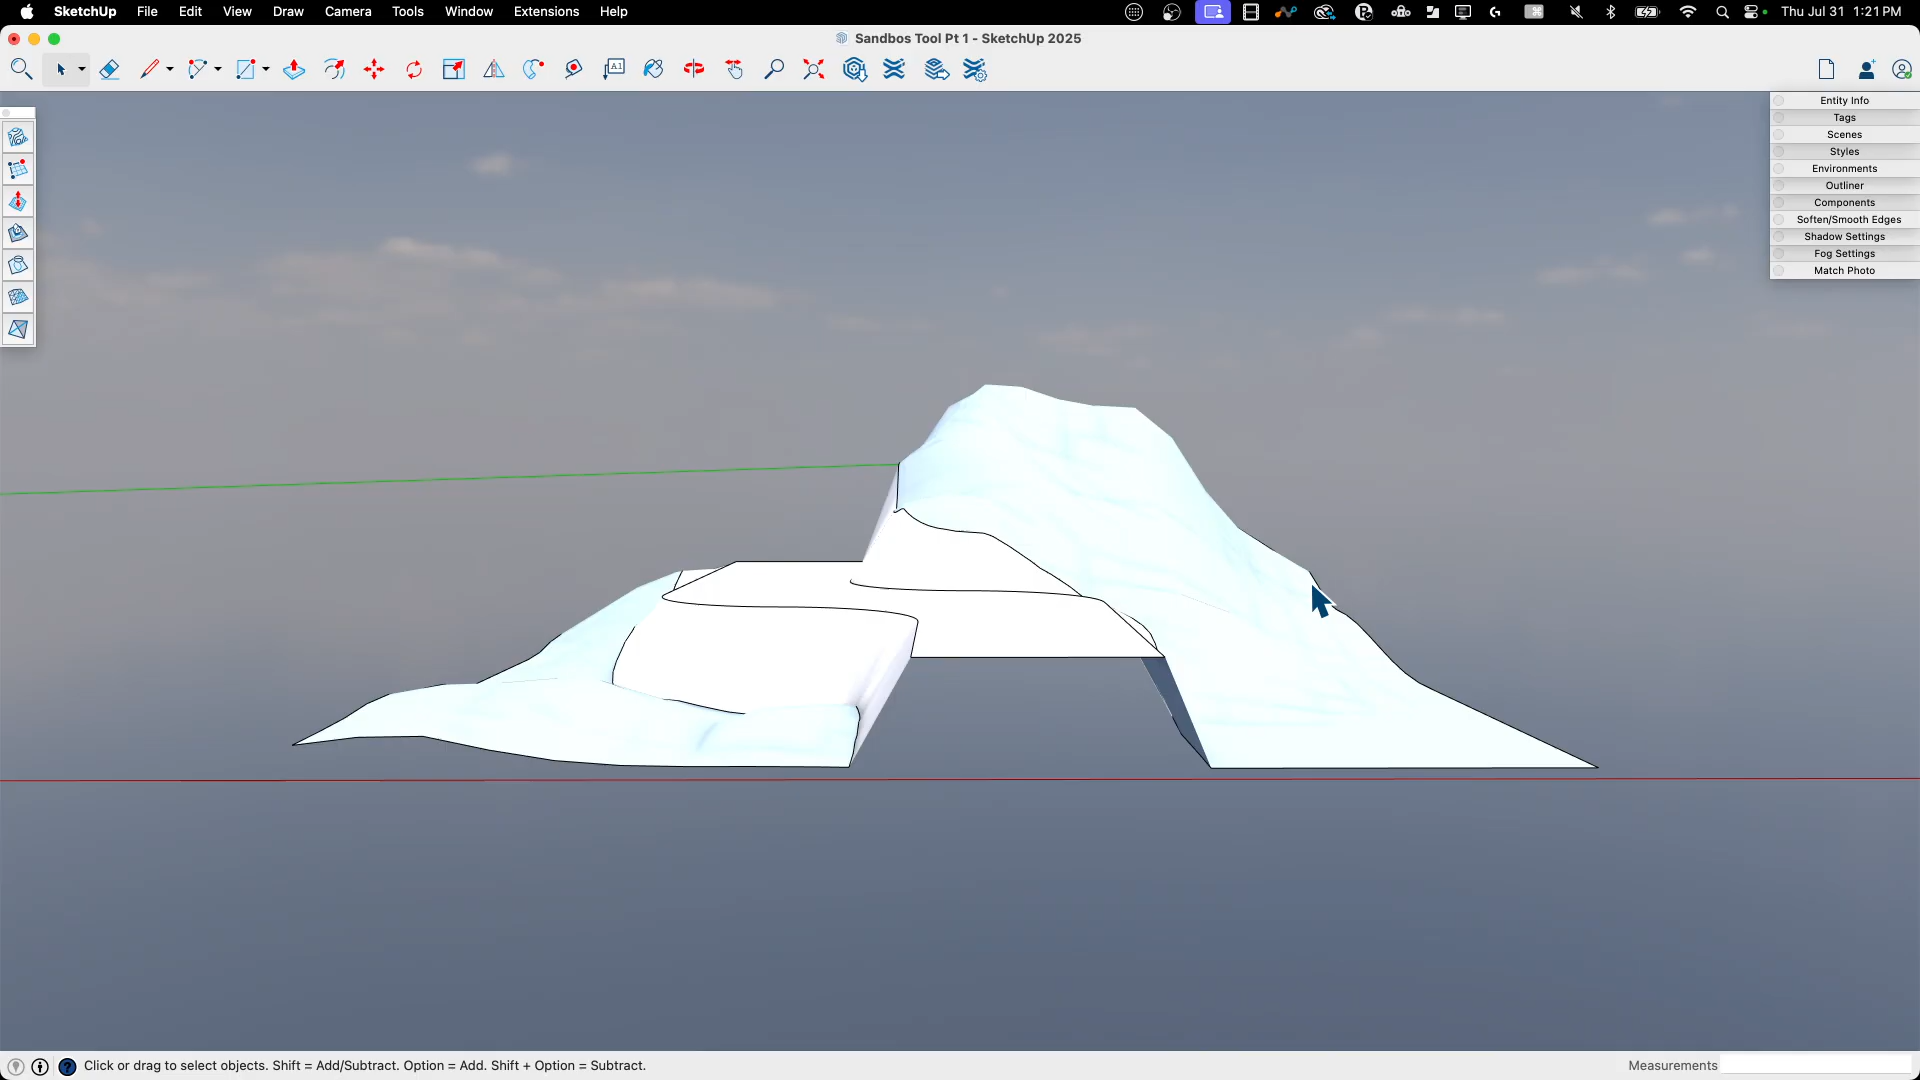 SketchUp File Edit View Draw Camera Tools Window Extensions Help Thu Jul 31 1:21 PM
Sandbos Tool Pt 1 - SketchUp 2025
A1
Entity Info
Tags
Scenes
Styles
Environments
Outliner
Components
Soften/Smooth Edges
Shadow Settings
Fog Settings
Match Photo
Click or drag to select objects. Shift = Add/Subtract. Option = Add. Shift + Option = Subtract. Measurements